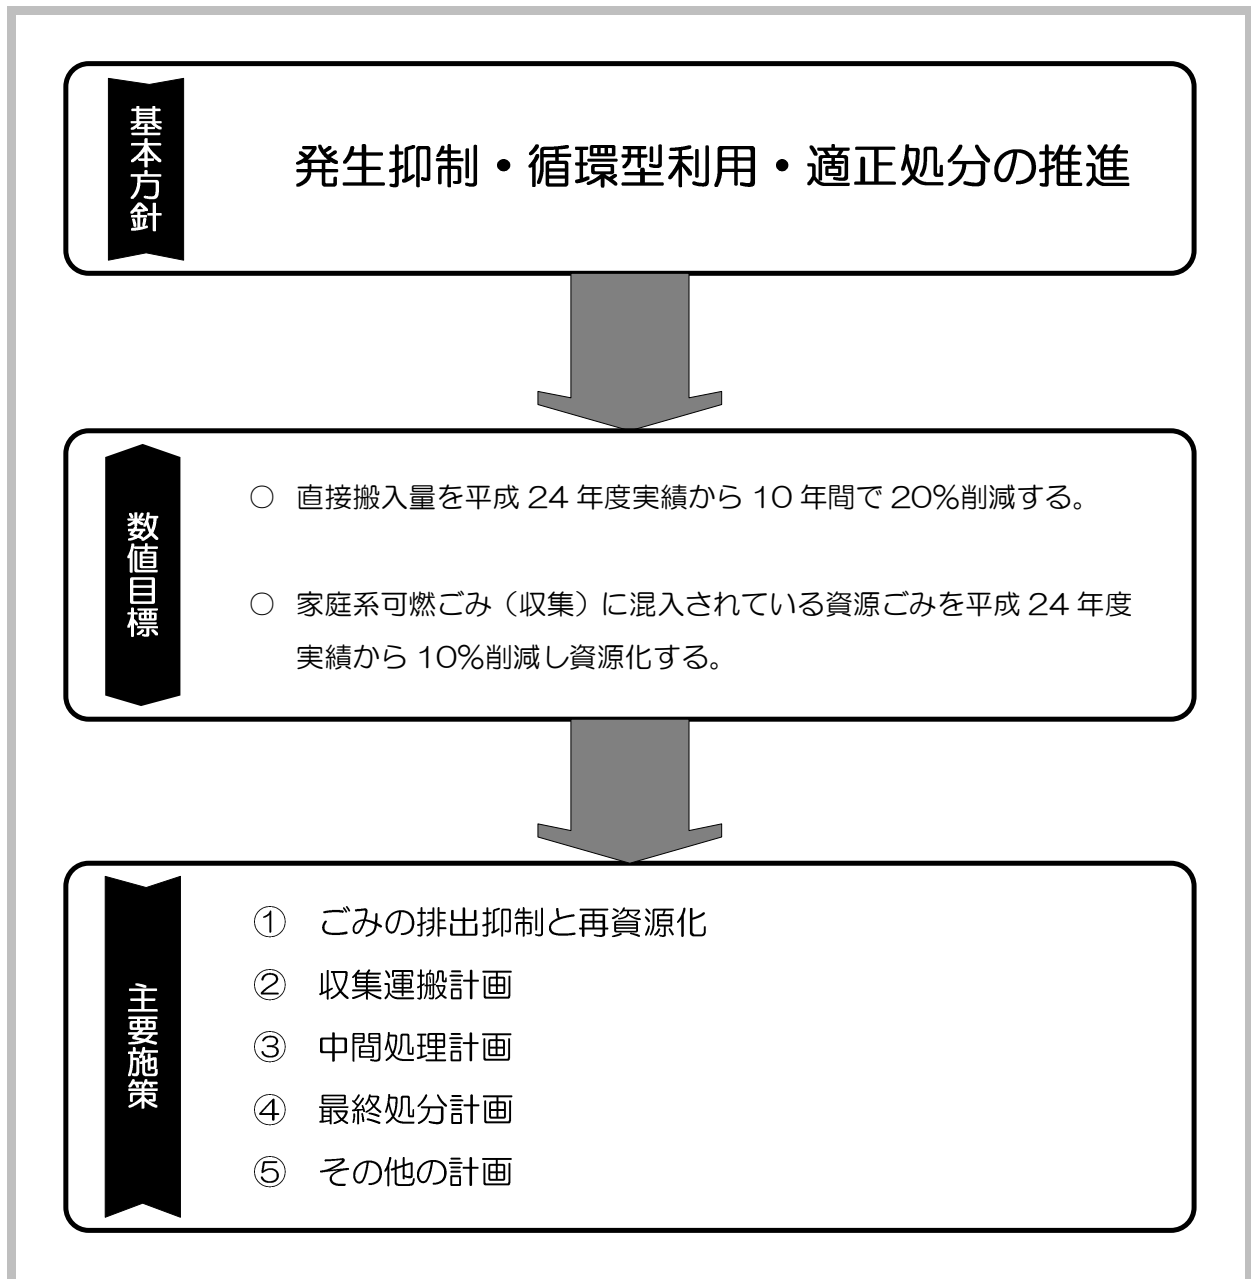 基本方針
発生抑制・循環型利用・適正処分の推進
数値目標
○ 直接搬入量を平成 24 年度実績から 10 年間で 20%削減する。
○ 家庭系可燃ごみ（収集）に混入されている資源ごみを平成 24 年度
実績から 10%削減し資源化する。
主要施策
① ごみの排出抑制と再資源化
② 収集運搬計画
③ 中間処理計画
④ 最終処分計画
⑤ その他の計画